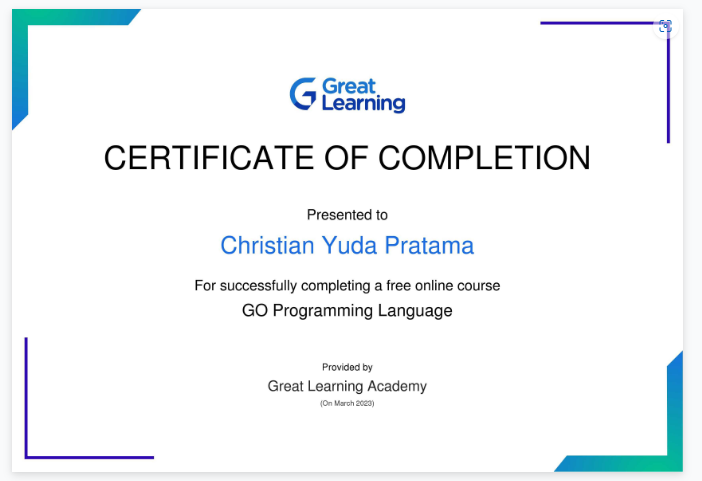 Great
Learning
CERTIFICATE OF COMPLETION
Presented to
Christian Yuda Pratama
For successfully completing a free online course
GO Programming Language
Provided by
Great Learning Academy
(On March 2023)